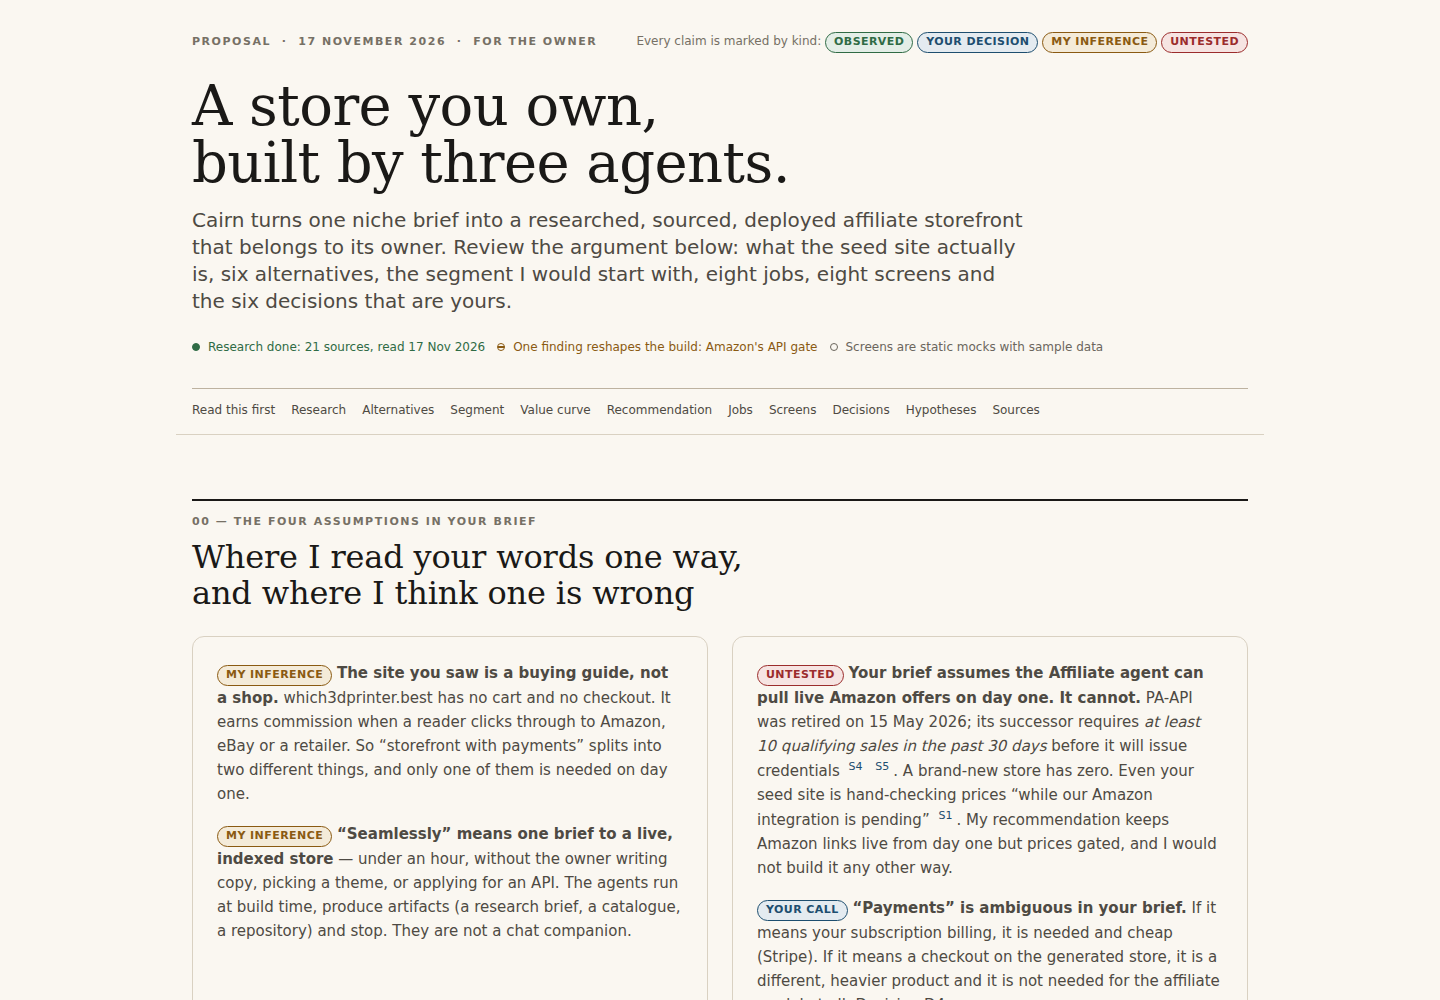 PROPOSAL · 17 NOVEMBER 2026 · FOR THE OWNER
Every claim is marked by kind: OBSERVED YOUR DECISION MY INFERENCE UNTESTED
A store you own,
built by three agents.
Cairn turns one niche brief into a researched, sourced, deployed affiliate storefront
that belongs to its owner. Review the argument below: what the seed site actually
is, six alternatives, the segment I would start with, eight jobs, eight screens and
the six decisions that are yours.
Research done: 21 sources, read 17 Nov 2026 One finding reshapes the build: Amazon's API gate Screens are static mocks with sample data
Read this first Research Alternatives Segment Value curve Recommendation Jobs Screens Decisions Hypotheses Sources
00 — THE FOUR ASSUMPTIONS IN YOUR BRIEF
Where I read your words one way,
and where I think one is wrong
MY INFERENCE The site you saw is a buying guide, not
a shop. which3dprinter.best has no cart and no checkout. It
earns commission when a reader clicks through to Amazon,
eBay or a retailer. So “storefront with payments” splits into
two different things, and only one of them is needed on day
one.
MY INFERENCE “Seamlessly” means one brief to a live,
indexed store — under an hour, without the owner writing
copy, picking a theme, or applying for an API. The agents run
at build time, produce artifacts (a research brief, a catalogue,
a repository) and stop. They are not a chat companion.
UNTESTED Your brief assumes the Affiliate agent can
pull live Amazon offers on day one. It cannot. PA-API
was retired on 15 May 2026; its successor requires at least
10 qualifying sales in the past 30 days before it will issue
credentials S4 S5 . A brand-new store has zero. Even your
seed site is hand-checking prices “while our Amazon
integration is pending” S1 . My recommendation keeps
Amazon links live from day one but prices gated, and I would
not build it any other way.
YOUR CALL “Payments” is ambiguous in your brief. If it
means your subscription billing, it is needed and cheap
(Stripe). If it means a checkout on the generated store, it is a
different, heavier product and it is not needed for the affiliate